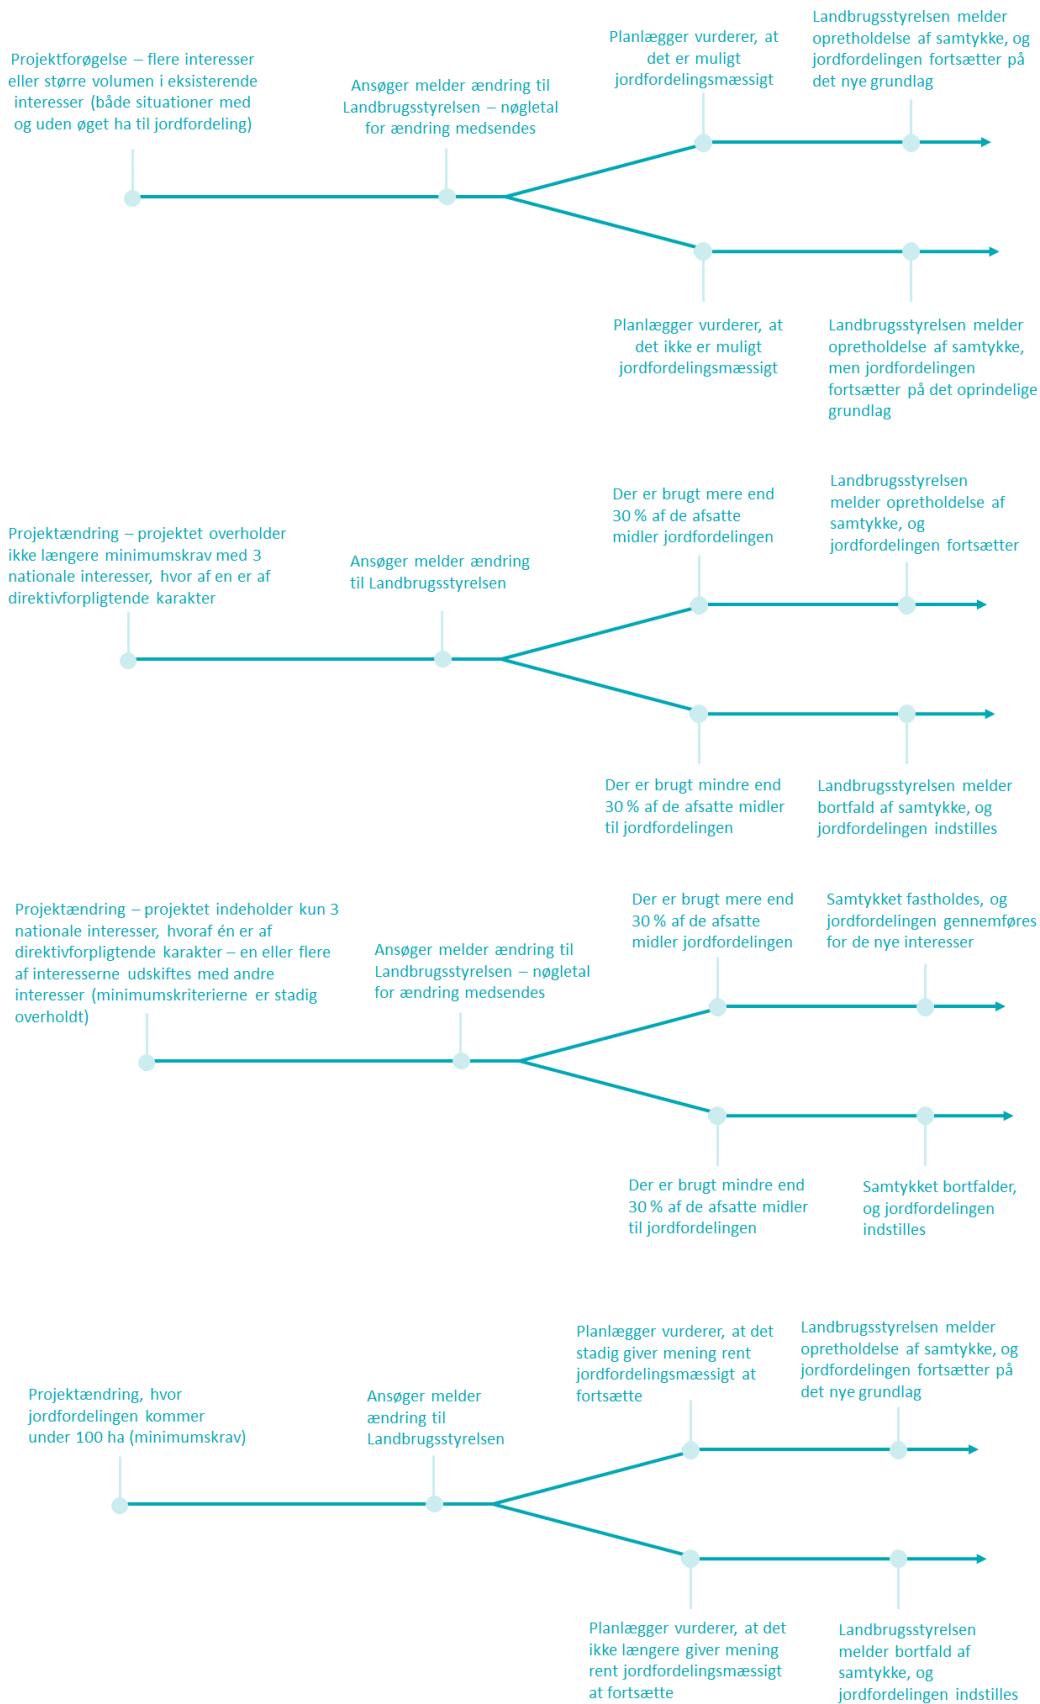 Projektforøgelse – flere interesser
eller større volumen i eksisterende
interesser (både situationer med
og uden øget ha til jordfordeling)
Ansøger melder ændring til
Landbrugsstyrelsen – nøgletal
for ændring medsendes
Planlægger vurderer, at
det er muligt
jordfordelingsmæssigt
Landbrugsstyrelsen melder
opretholdelse af samtykke, og
jordfordelingen fortsætter på
det nye grundlag
Planlægger vurderer, at
det ikke er muligt
jordfordelingsmæssigt
Landbrugsstyrelsen melder
opretholdelse af samtykke,
men jordfordelingen
fortsætter på det oprindelige
grundlag
Projektændring – projektet overholder
ikke længere minimumskrav med 3
nationale interesser, hvor af en er af
direktivforpligtende karakter
Ansøger melder ændring
til Landbrugsstyrelsen
Der er brugt mere end
30 % af de afsatte
midler jordfordelingen
Landbrugsstyrelsen
melder opretholdelse af
samtykke, og
jordfordelingen fortsætter
Der er brugt mindre end
30 % af de afsatte midler
til jordfordelingen
Landbrugsstyrelsen melder
bortfald af samtykke, og
jordfordelingen indstilles
Projektændring – projektet indeholder kun 3
nationale interesser, hvoraf én er af
direktivforpligtende karakter – en eller flere
af interesserne udskiftes med andre
interesser (minimumskriterierne er stadig
overholdt)
Ansøger melder ændring til
Landbrugsstyrelsen – nøgletal
for ændring medsendes
Der er brugt mere end
30 % af de afsatte
midler jordfordelingen
Samtykket fastholdes, og
jordfordelingen gennemføres
for de nye interesser
Der er brugt mindre end
30 % af de afsatte midler
til jordfordelingen
Samtykket bortfalder,
og jordfordelingen
indstilles
Projektændring, hvor
jordfordelingen kommer
under 100 ha (minimumskrav)
Ansøger melder
ændring til
Landbrugsstyrelsen
Planlægger vurderer, at det
stadig giver mening rent
jordfordelingsmæssigt at
fortsætte
Landbrugsstyrelsen melder
opretholdelse af samtykke, og
jordfordelingen fortsætter på
det nye grundlag
Planlægger vurderer, at det
ikke længere giver mening
rent jordfordelingsmæssigt
at fortsætte
Landbrugsstyrelsen
melder bortfald af
samtykke, og
jordfordelingen indstilles